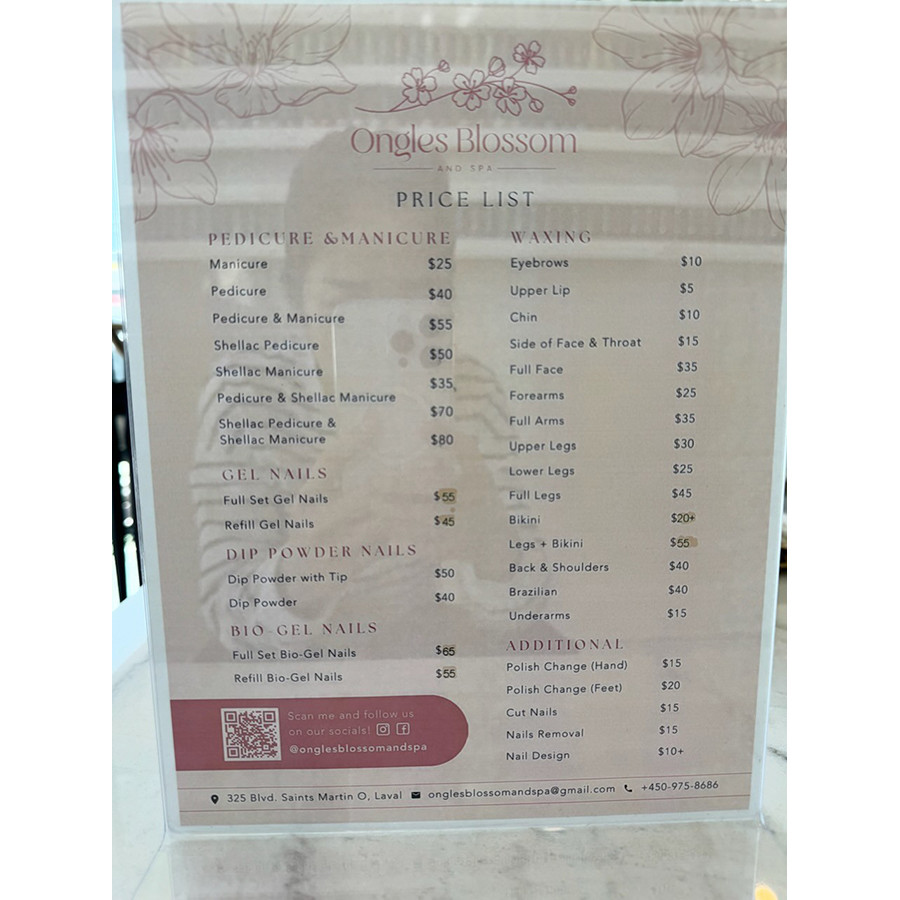 Ongles Blossom
AND SPA
PRICE LIST
PEDICURE &MANICURE
Manicure $25
Pedicure $40
Pedicure & Manicure $55
Shellac Pedicure $50
Shellac Manicure $35
Pedicure & Shellac Manicure $70
Shellac Pedicure &
Shellac Manicure $80
GEL NAILS
Full Set Gel Nails $55
Refill Gel Nails $45
DIP POWDER NAILS
Dip Powder with Tip $50
Dip Powder $40
BIO-GEL NAILS
Full Set Bio-Gel Nails $65
Refill Bio-Gel Nails $55
WAXING
Eyebrows $10
Upper Lip $5
Chin $10
Side of Face & Throat $15
Full Face $35
Forearms $25
Full Arms $35
Upper Legs $30
Lower Legs $25
Full Legs $45
Bikini $20+
Legs + Bikini $55
Back & Shoulders $40
Brazilian $40
Underarms $15
ADDITIONAL
Polish Change (Hand) $15
Polish Change (Feet) $20
Cut Nails $15
Nails Removal $15
Nail Design $10+
Scan me and follow us
on our socials!
@onglesblossomandspa
325 Blvd. Saints Martin O, Laval onglesblossomandspa@gmail.com +450-975-8686